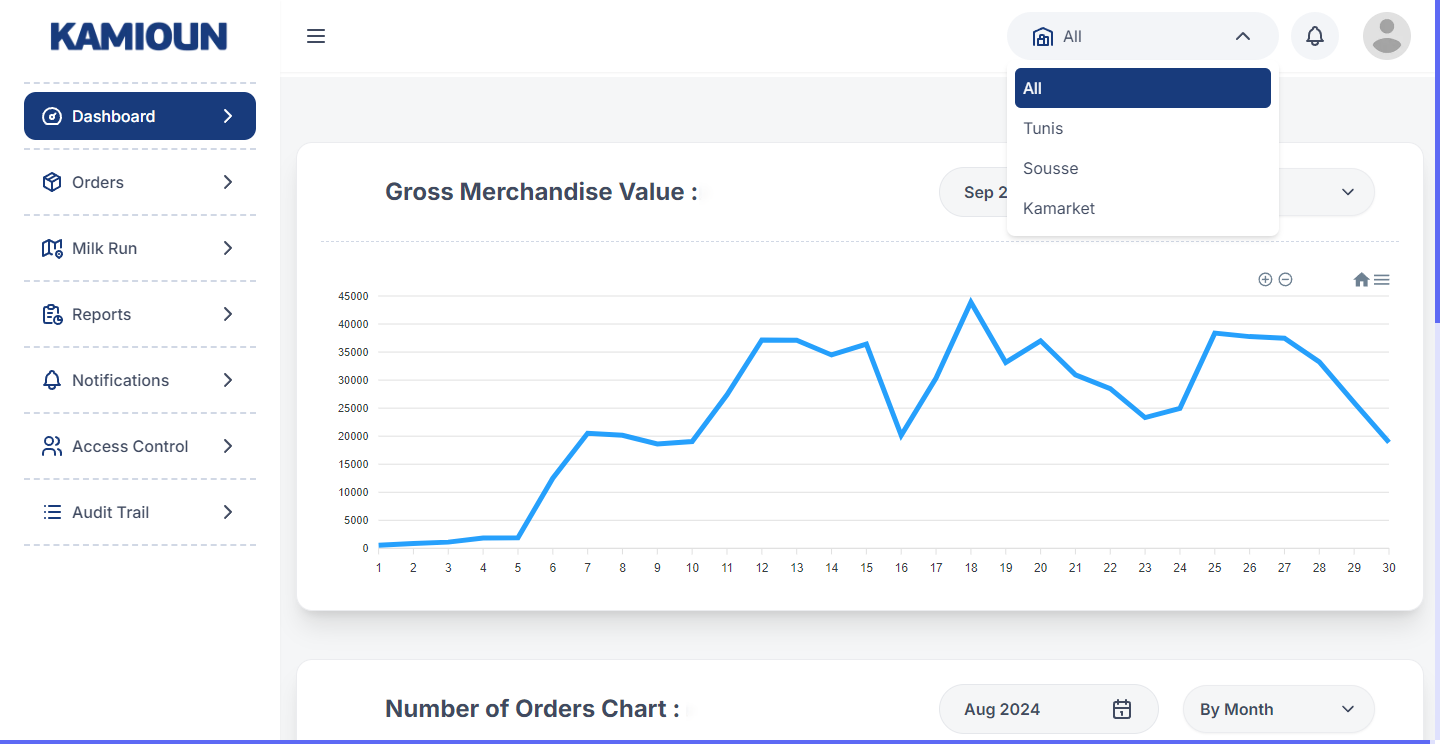 KAMIOUN
All
Dashboard
Orders
Milk Run
Reports
Notifications
Access Control
Audit Trail
All
Tunis
Sousse
Kamarket
Gross Merchandise Value :
Sep 2
45000
40000
35000
30000
25000
20000
15000
10000
5000
0
1 2 3 4 5 6 7 8 9 10 11 12 13 14 15 16 17 18 19 20 21 22 23 24 25 26 27 28 29 30
Number of Orders Chart :
Aug 2024
By Month